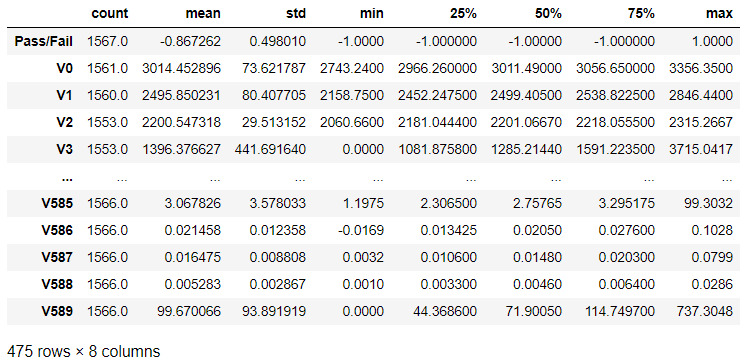 count mean std min 25% 50% 75% max
Pass/Fail 1567.0 -0.867262 0.498010 -1.0000 -1.000000 -1.00000 -1.000000 1.0000
V0 1561.0 3014.452896 73.621787 2743.2400 2966.260000 3011.49000 3056.650000 3356.3500
V1 1560.0 2495.850231 80.407705 2158.7500 2452.247500 2499.40500 2538.822500 2846.4400
V2 1553.0 2200.547318 29.513152 2060.6600 2181.044400 2201.06670 2218.055500 2315.2667
V3 1553.0 1396.376627 441.691640 0.0000 1081.875800 1285.21440 1591.223500 3715.0417
... ... ... ... ... ... ... ... ...
V585 1566.0 3.067826 3.578033 1.1975 2.306500 2.75765 3.295175 99.3032
V586 1566.0 0.021458 0.012358 -0.0169 0.013425 0.02050 0.027600 0.1028
V587 1566.0 0.016475 0.008808 0.0032 0.010600 0.01480 0.020300 0.0799
V588 1566.0 0.005283 0.002867 0.0010 0.003300 0.00460 0.006400 0.0286
V589 1566.0 99.670066 93.891919 0.0000 44.368600 71.90050 114.749700 737.3048
475 rows × 8 columns